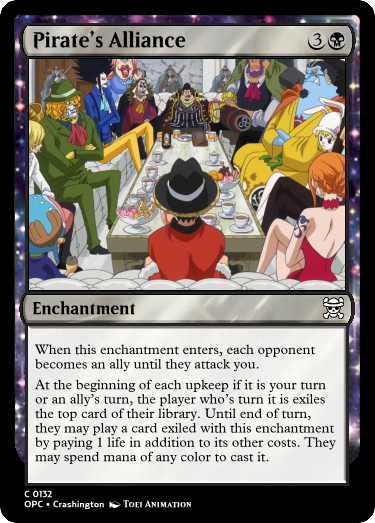 Pirate's Alliance 3
Enchantment
When this enchantment enters, each opponent
becomes an ally until they attack you.
At the beginning of each upkeep if it is your turn
or an ally's turn, the player who's turn it is exiles
the top card of their library. Until end of turn,
they may play a card exiled with this enchantment
by paying 1 life in addition to its other costs. They
may spend mana of any color to cast it.
C 0132
OPC • Crashington TOEI ANIMATION